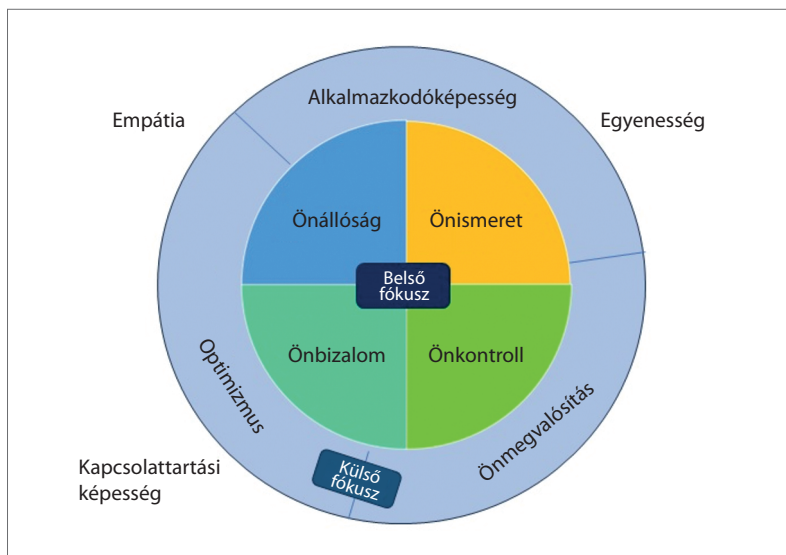 Alkalmazkodóképesség
Empátia
Egyenesség
Önállóság
Önismeret
Belső
fókusz
Önbizalom
Önkontroll
Optimizmus
Önmegvalósítás
Kapcsolattartási
képesség
Külső
fókusz